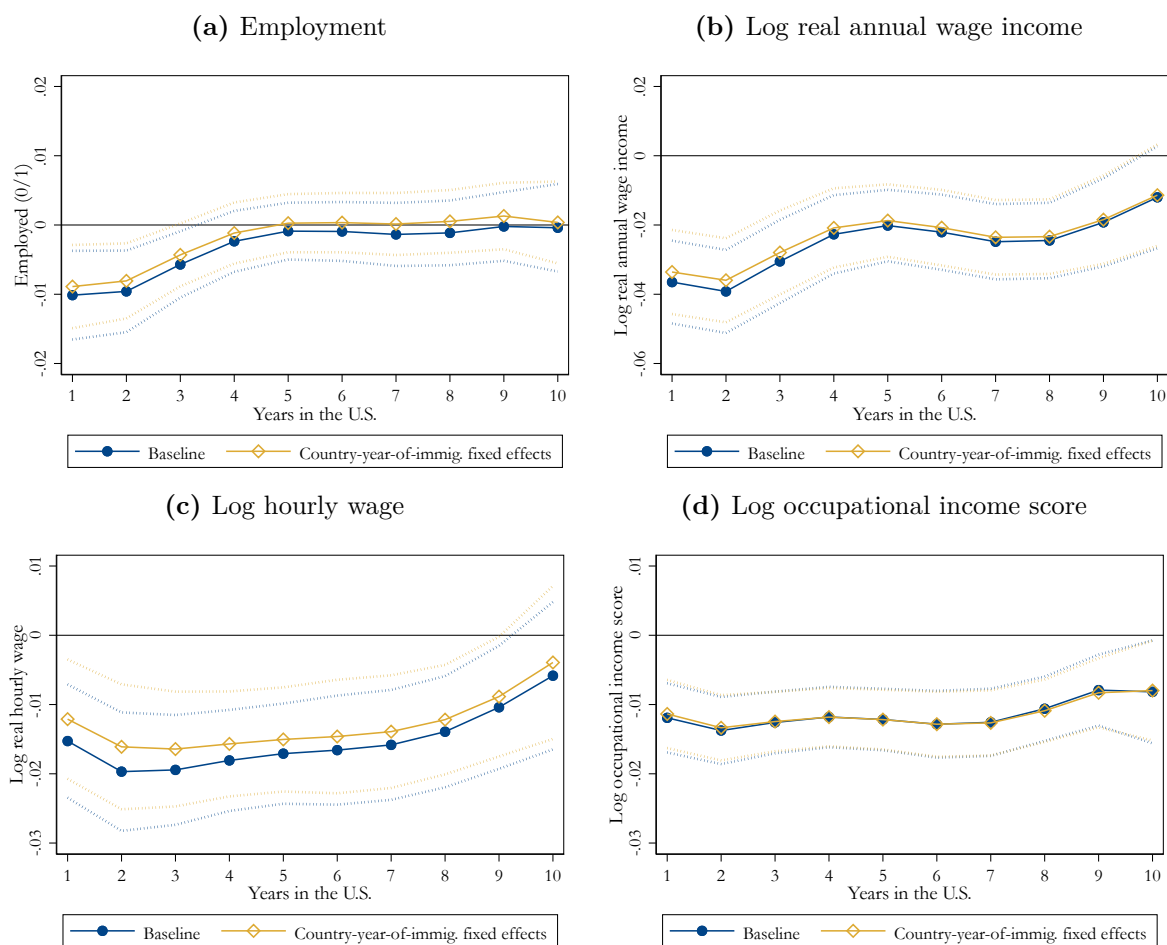 (a) Employment
Employed (0/1)
.02
.01
0
-.01
-.02
1 2 3 4 5 6 7 8 9 10
Years in the U.S.
Baseline Country-year-of-immig. fixed effects
(b) Log real annual wage income
Log real annual wage income
.02
0
-.02
-.04
-.06
1 2 3 4 5 6 7 8 9 10
Years in the U.S.
Baseline Country-year-of-immig. fixed effects
(c) Log hourly wage
Log real hourly wage
.01
0
-.01
-.02
-.03
1 2 3 4 5 6 7 8 9 10
Years in the U.S.
Baseline Country-year-of-immig. fixed effects
(d) Log occupational income score
Log occupational income score
.01
0
-.01
-.02
-.03
1 2 3 4 5 6 7 8 9 10
Years in the U.S.
Baseline Country-year-of-immig. fixed effects